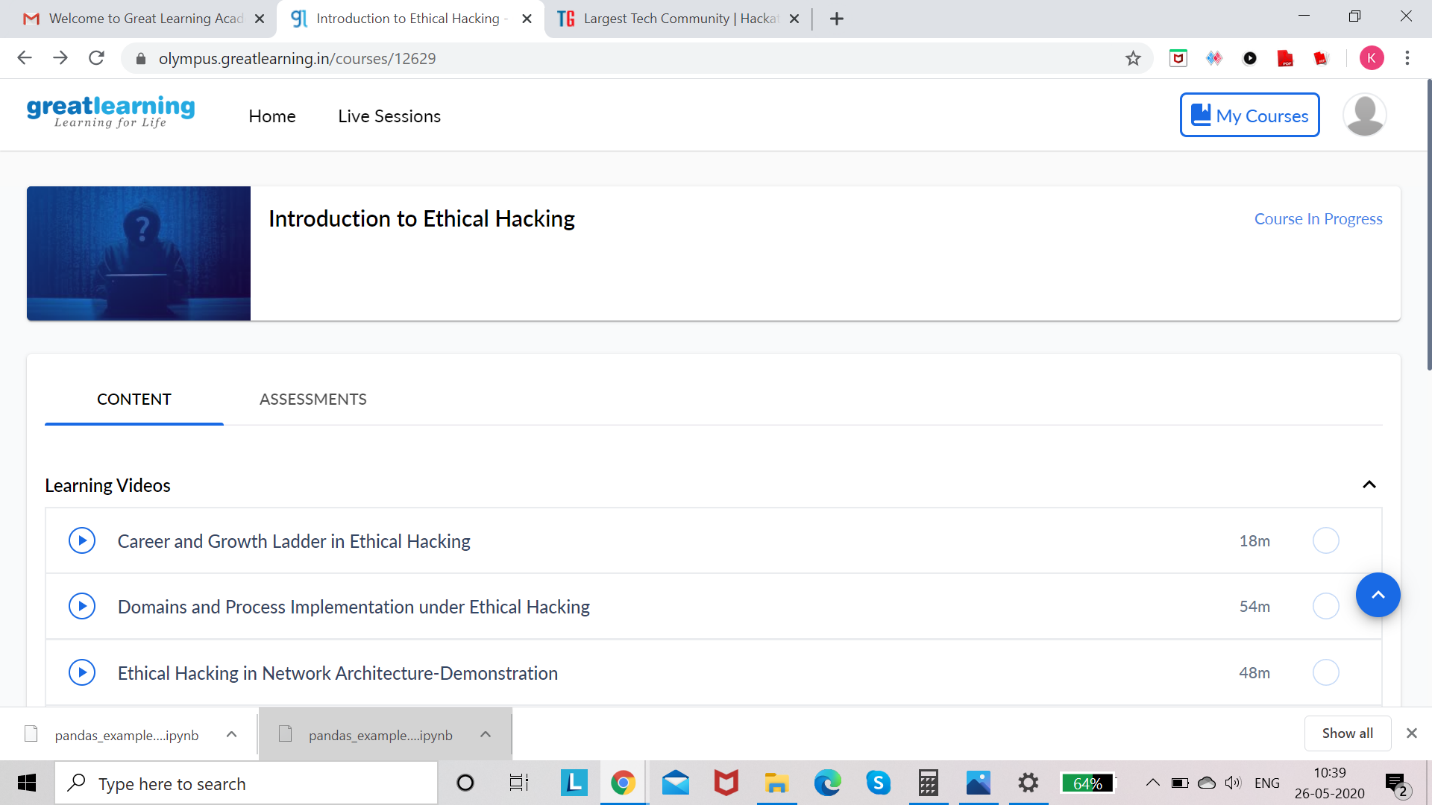 Welcome to Great Learning Acad
gl Introduction to Ethical Hacking -
TG Largest Tech Community | Hackat
olympus.greatlearning.in/courses/12629
K
greatlearning
Learning for Life
Home
Live Sessions
My Courses
?
Introduction to Ethical Hacking
Course In Progress
CONTENT
ASSESSMENTS
Learning Videos
Career and Growth Ladder in Ethical Hacking 18m
Domains and Process Implementation under Ethical Hacking 54m
Ethical Hacking in Network Architecture-Demonstration 48m
pandas_example....ipynb
pandas_example....ipynb
Show all
Type here to search
L
S
64%
ENG
10:39
26-05-2020
2